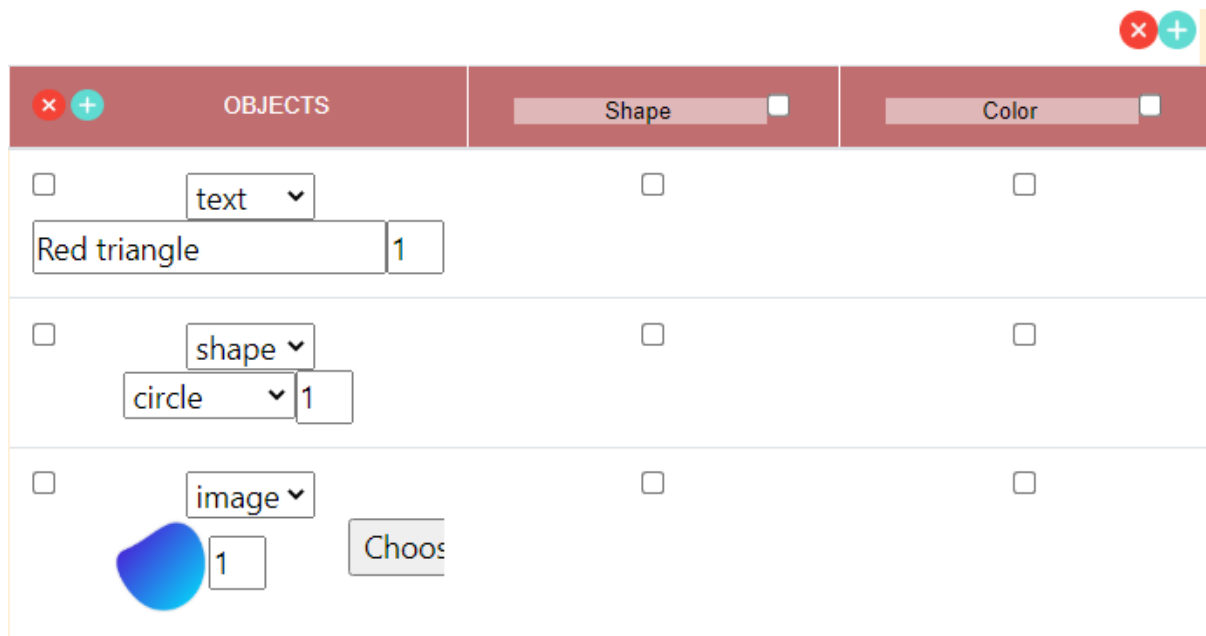 OBJECTS Shape Color
text
Red triangle 1
shape
circle 1
image
1 Choos